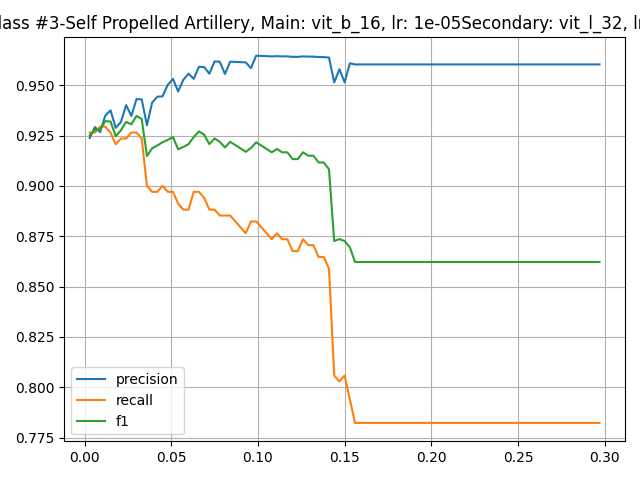 lass #3-Self Propelled Artillery, Main: vit_b_16, lr: 1e-05Secondary: vit_l_32, l
0.950
0.925
0.900
0.875
0.850
0.825
0.800
0.775
precision
recall
f1
0.00 0.05 0.10 0.15 0.20 0.25 0.30